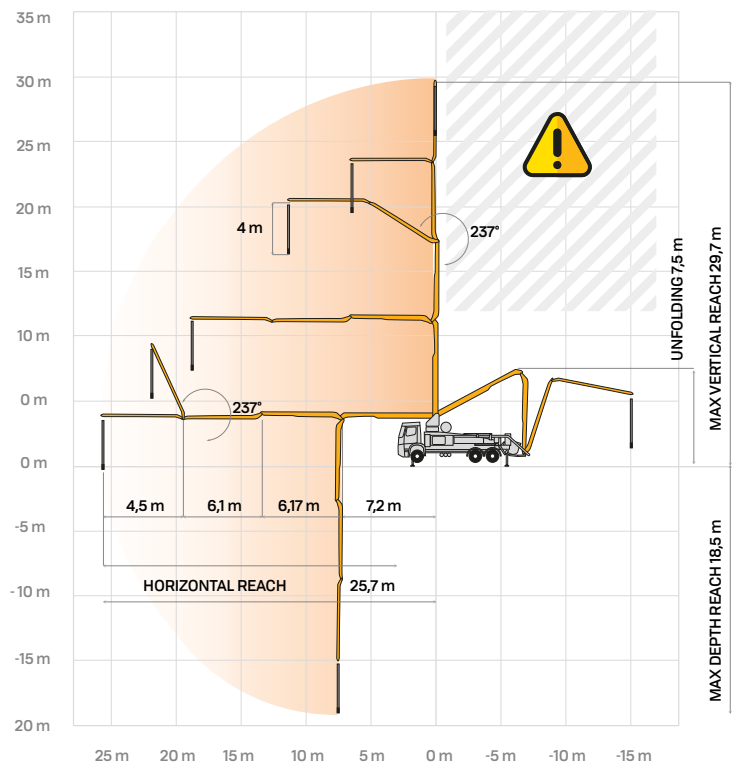 35 m
30 m
25 m
20 m
15 m
10 m
0 m
0 m
-5 m
-10 m
-15 m
20 m
25 m
20 m
15 m
10 m
5 m
0 m
-5 m
-10 m
-15 m
4 m
237°
237°
4,5 m
6,1 m
6,17 m
7,2 m
HORIZONTAL REACH
25,7 m
UNFOLDING 7,5 m
MAX VERTICAL REACH 29,7 m
MAX DEPTH REACH 18,5 m